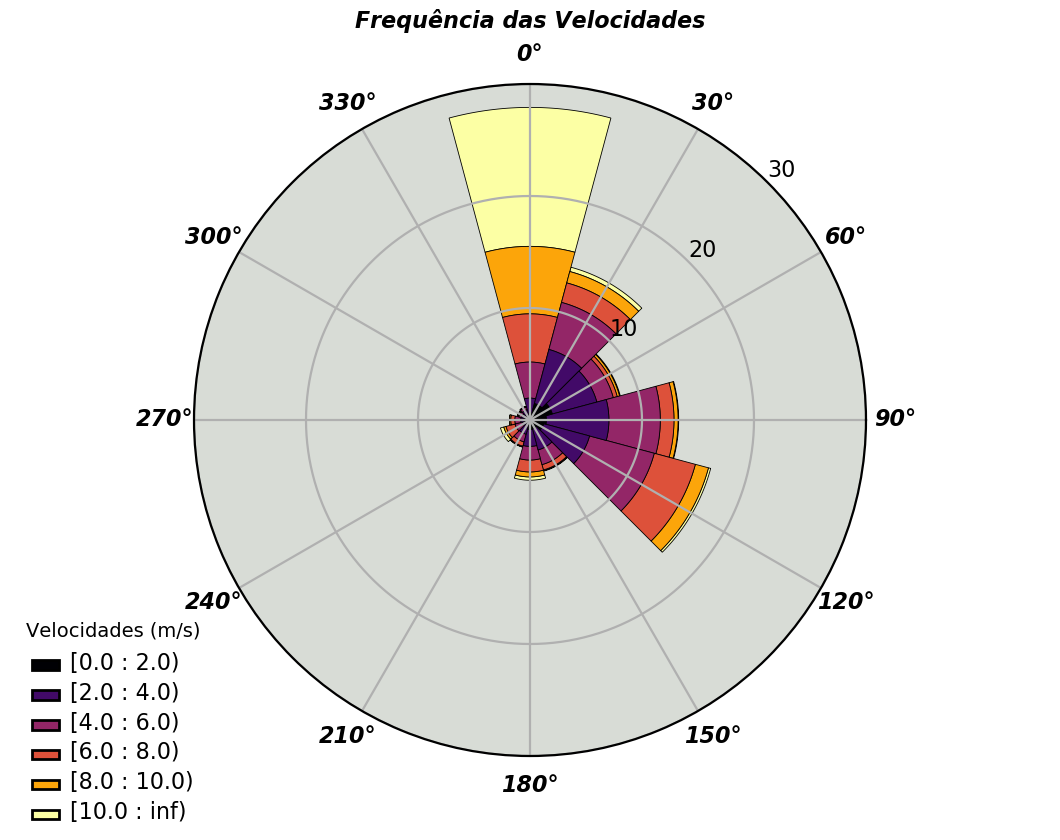 Frequência das Velocidades
0°
330°
30°
30
300°
60°
20
10
270°
90°
240°
120°
210°
150°
180°
Velocidades (m/s)
[0.0 : 2.0)
[2.0 : 4.0)
[4.0 : 6.0)
[6.0 : 8.0)
[8.0 : 10.0)
[10.0 : inf)